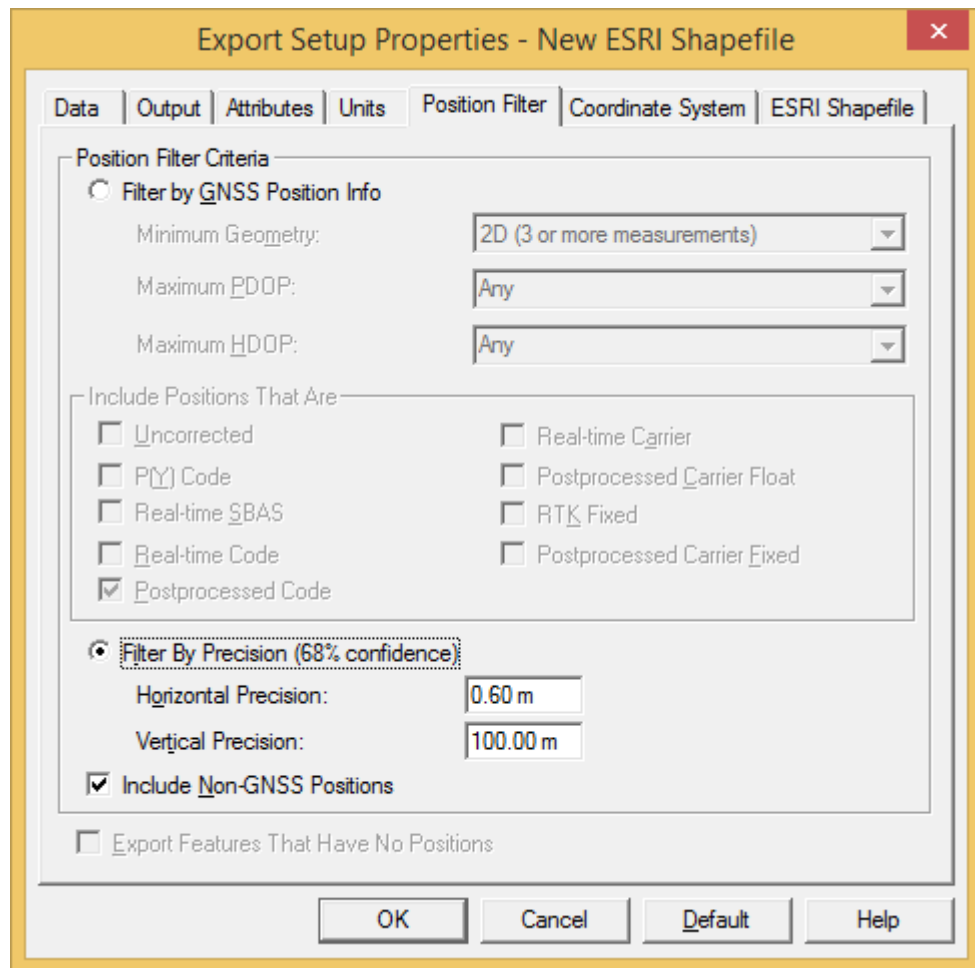 Export Setup Properties - New ESRI Shapefile
Data Output Attributes Units Position Filter Coordinate System ESRI Shapefile
Position Filter Criteria
Filter by GNSS Position Info
Minimum Geometry: 2D (3 or more measurements)
Maximum PDOP: Any
Maximum HDOP: Any
Include Positions That Are
Uncorrected Real-time Carrier
P(Y) Code Postprocessed Carrier Float
Real-time SBAS RTK Fixed
Real-time Code Postprocessed Carrier Fixed
Postprocessed Code
Filter By Precision (68% confidence)
Horizontal Precision: 0.60 m
Vertical Precision: 100.00 m
Include Non-GNSS Positions
Export Features That Have No Positions
OK Cancel Default Help